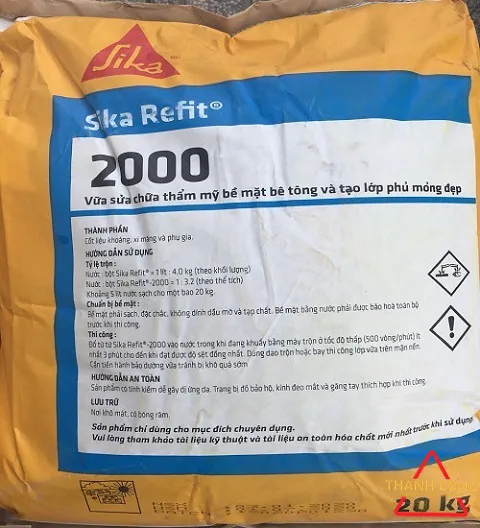 Sika
Sika Refit®
2000
Vữa sửa chữa thẩm mỹ bề mặt bê tông và tạo lớp phủ mỏng đẹp
THÀNH PHẦN
Cốt liệu khoáng, xi măng và phụ gia.
HƯỚNG DẪN SỬ DỤNG
Tỷ lệ trộn :
Nước : bột Sika Refit® = 1 lít : 4,0 kg (theo khối lượng)
Nước : bột Sika Refit®-2000 = 1 : 3.2 (theo thể tích)
Khoảng 5 lít nước sạch cho một bao 20 kg.
Chuẩn bị bề mặt :
Bề mặt phải sạch, đặc chắc, không dính dầu mỡ và tạp chất. Bề mặt bằng nước phải được bão hoà toàn bộ
trước khi thi công.
Thi công :
Đổ từ từ Sika Refit®-2000 vào nước trong khi đang khuấy bằng máy trộn ở tốc độ thấp (500 vòng/phút) ít
nhất 3 phút cho đến khi đạt được độ sệt đồng nhất. Dùng dao trộn hoặc bay thi công lớp vữa trên mặt nền.
Cần tiến hành bảo dưỡng vữa tránh bị khô quá sớm
HƯỚNG DẪN AN TOÀN
Sản phẩm có tính kiềm dễ gây dị ứng da. Trang bị đồ bảo hộ, kính đeo mắt và găng tay thích hợp khi thi công.
LƯU TRỮ
Nơi khô mát, có bóng râm.
Sản phẩm chỉ dùng cho mục đích chuyên dụng.
Vui lòng tham khảo tài liệu kỹ thuật và tài liệu an toàn hóa chất mới nhất trước khi sử dụng
20 kg